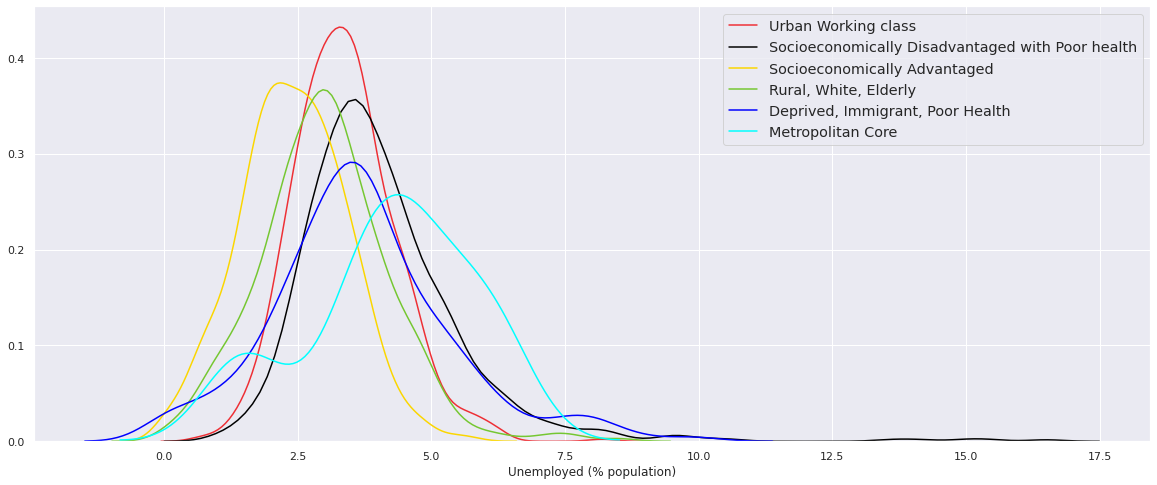 Urban Working class
Socioeconomically Disadvantaged with Poor health
Socioeconomically Advantaged
Rural, White, Elderly
Deprived, Immigrant, Poor Health
Metropolitan Core
0.4
0.3
0.2
0.1
0.0
0.0 2.5 5.0 7.5 10.0 12.5 15.0 17.5
Unemployed (% population)